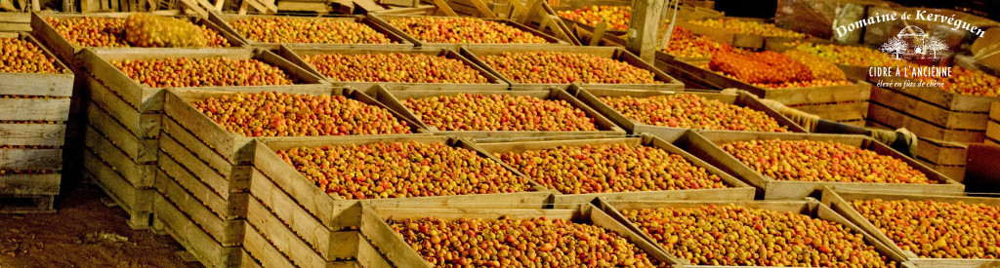 Domaine de Kervéguen
CIDRE À L'ANCIENNE
élevé en fûts de chêne